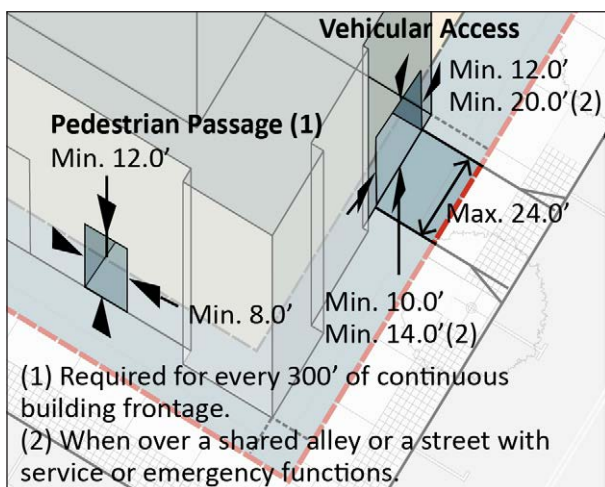 Vehicular Access
Min. 12.0’
Min. 20.0’(2)
Pedestrian Passage (1)
Min. 12.0’
Max. 24.0’
Min. 8.0’
Min. 10.0’
Min. 14.0’(2)
(1) Required for every 300’ of continuous
building frontage.
(2) When over a shared alley or a street with
service or emergency functions.